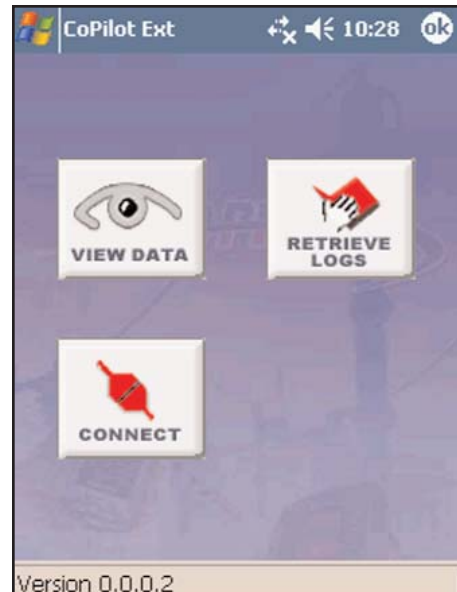 CoPilot Ext 10:28 ok
VIEW DATA
RETRIEVE
LOGS
CONNECT
Version 0.0.0.2